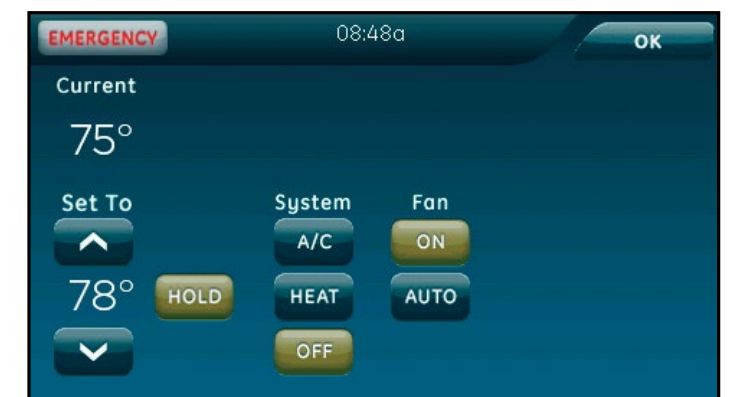 EMERGENCY 08:48a OK
Current
75°
Set To System Fan
A/C ON
78° HOLD HEAT AUTO
OFF